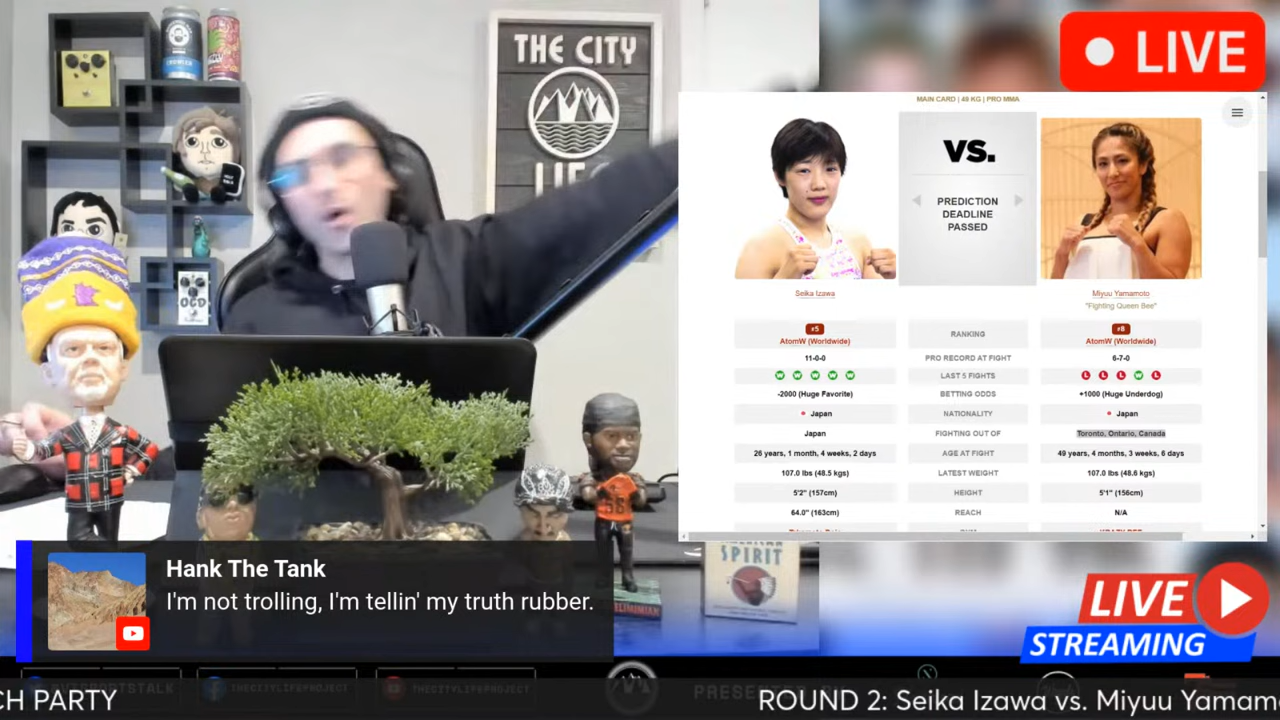 THE CITY
LIFE
LIVE
MAIN CARD | 49 KG | PRO MMA
VS.
PREDICTION
DEADLINE
PASSED
Seika Izawa
Miyuu Yamamoto
"Fighting Queen Bee"
#5
AtomW (Worldwide)
RANKING
#8
AtomW (Worldwide)
11-0-0
PRO RECORD AT FIGHT
6-7-0
W W W W W
LAST 5 FIGHTS
L L L W L
-2000 (Huge Favorite)
BETTING ODDS
+1000 (Huge Underdog)
Japan
NATIONALITY
Japan
Japan
FIGHTING OUT OF
Toronto, Ontario, Canada
26 years, 1 month, 4 weeks, 2 days
AGE AT FIGHT
49 years, 4 months, 3 weeks, 6 days
107.0 lbs (48.5 kgs)
LATEST WEIGHT
107.0 lbs (48.6 kgs)
5'2" (157cm)
HEIGHT
5'1" (156cm)
64.0" (163cm)
REACH
N/A
OCD
SPIRIT
Hank The Tank
I'm not trolling, I'm tellin' my truth rubber.
LIVE
STREAMING
THECITYLIFEPROJECT
THECITYLIFEPROJECT
CH PARTY
ROUND 2: Seika Izawa vs. Miyuu Yamam